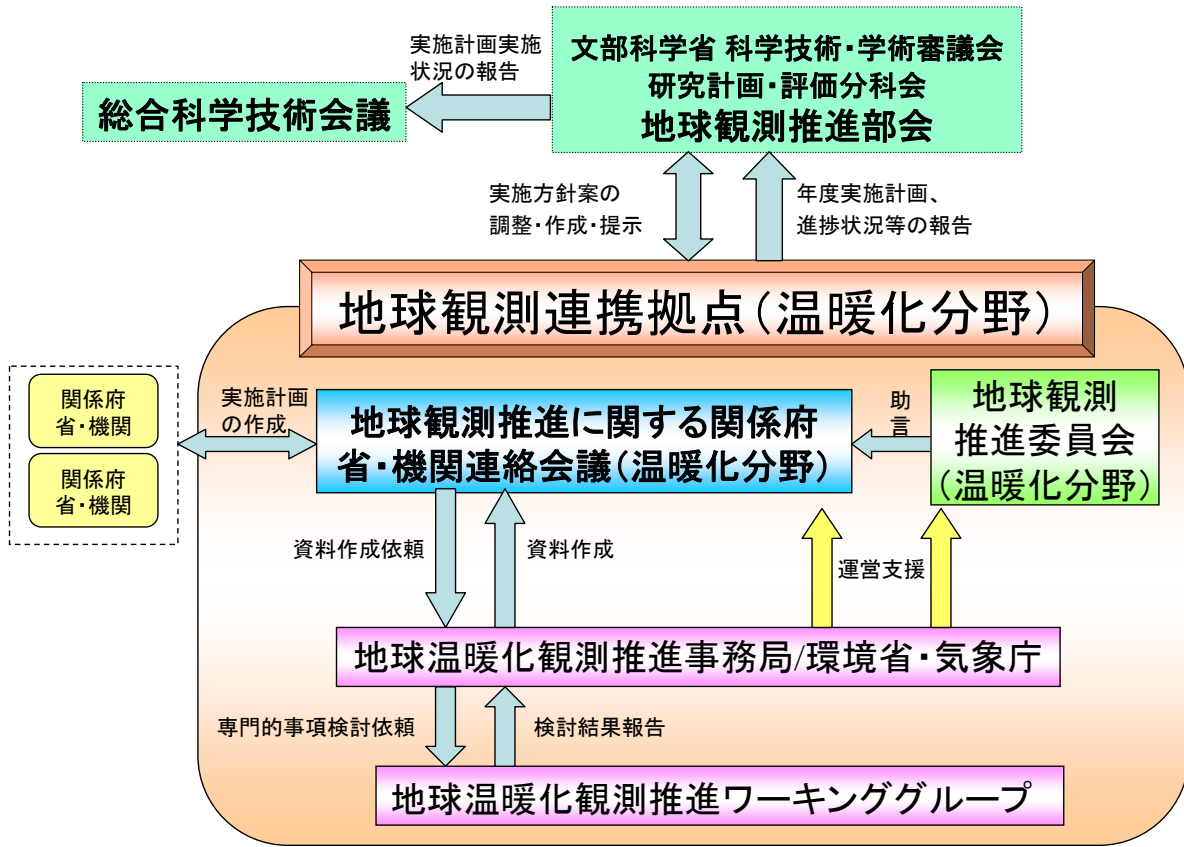 実施計画実施
状況の報告
文部科学省 科学技術・学術審議会
研究計画・評価分科会
地球観測推進部会
総合科学技術会議
実施方針案の
調整・作成・提示
年度実施計画、
進捗状況等の報告
地球観測連携拠点（温暖化分野）
関係府
省・機関
関係府
省・機関
実施計画
の作成
地球観測推進に関する関係府
省・機関連絡会議（温暖化分野）
助
言
地球観測
推進委員会
（温暖化分野）
資料作成依頼
資料作成
運営支援
地球温暖化観測推進事務局/環境省・気象庁
専門的事項検討依頼
検討結果報告
地球温暖化観測推進ワーキンググループ